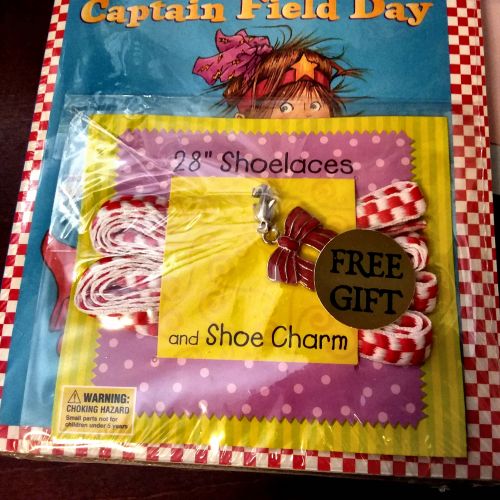 Captain Field Day
28" Shoelaces
FREE
GIFT
and Shoe Charm
WARNING:
CHOKING HAZARD
Small parts not for
children under 5 years